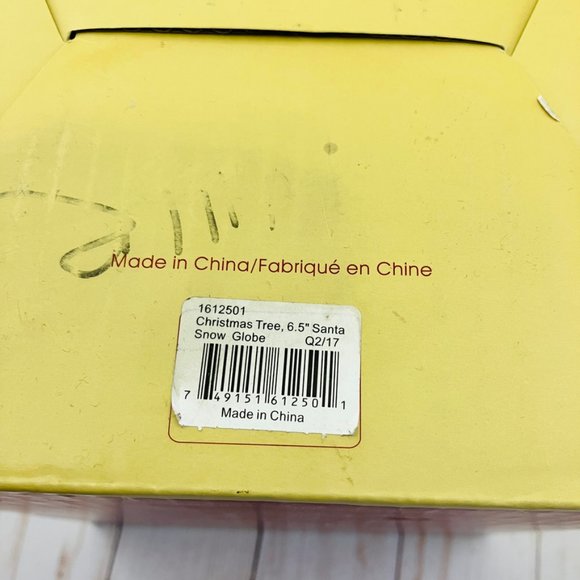 Made in China/Fabriqué en Chine
1612501
Christmas Tree, 6.5" Santa
Snow Globe Q2/17
7 49151 61250 1
Made in China